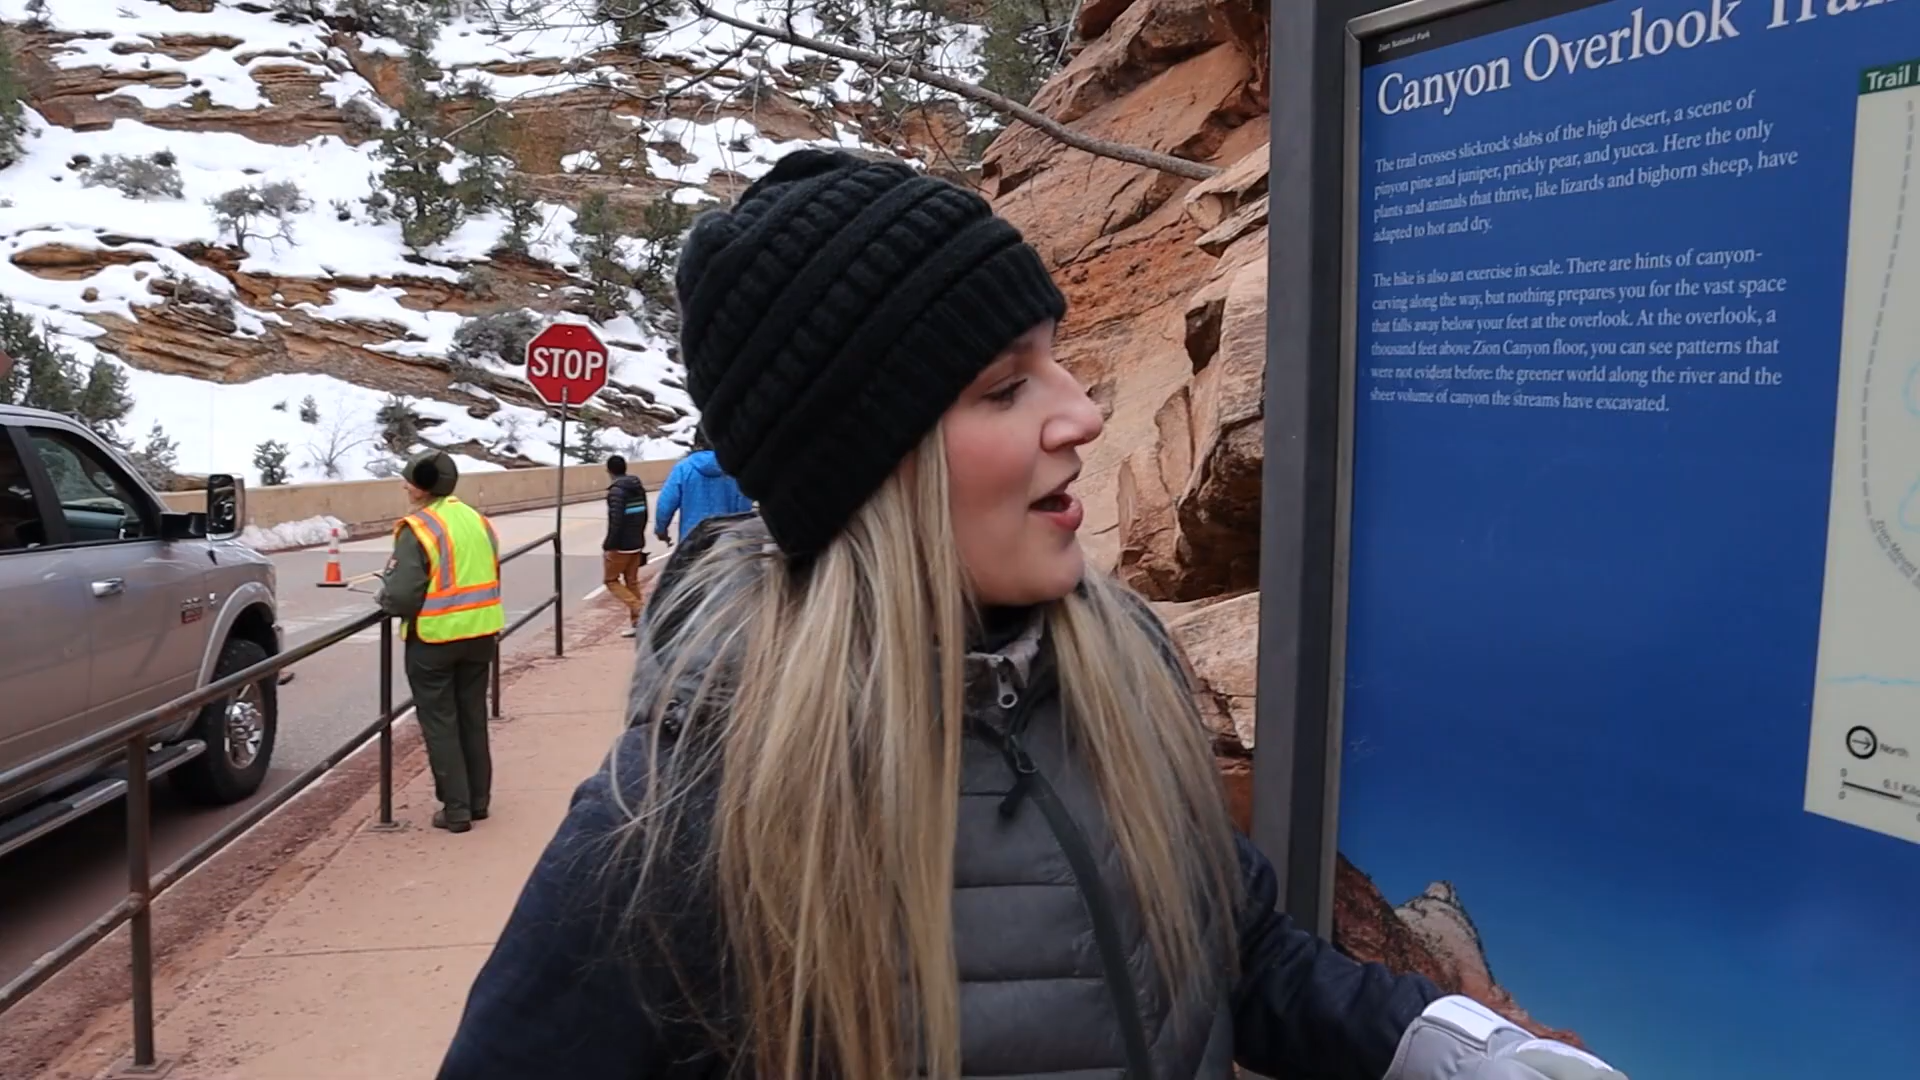 Zion National Park
Canyon Overlook Trail
The trail crosses slickrock slabs of the high desert, a scene of
pinyon pine and juniper, prickly pear, and yucca. Here the only
plants and animals that thrive, like lizards and bighorn sheep, have
adapted to hot and dry.
The hike is also an exercise in scale. There are hints of canyon-
carving along the way, but nothing prepares you for the vast space
that falls away below your feet at the overlook. At the overlook, a
thousand feet above Zion Canyon floor, you can see patterns that
were not evident before: the greener world along the river and the
sheer volume of canyon the streams have excavated.
Trail
North
0
0.1 Kilo
0
STOP